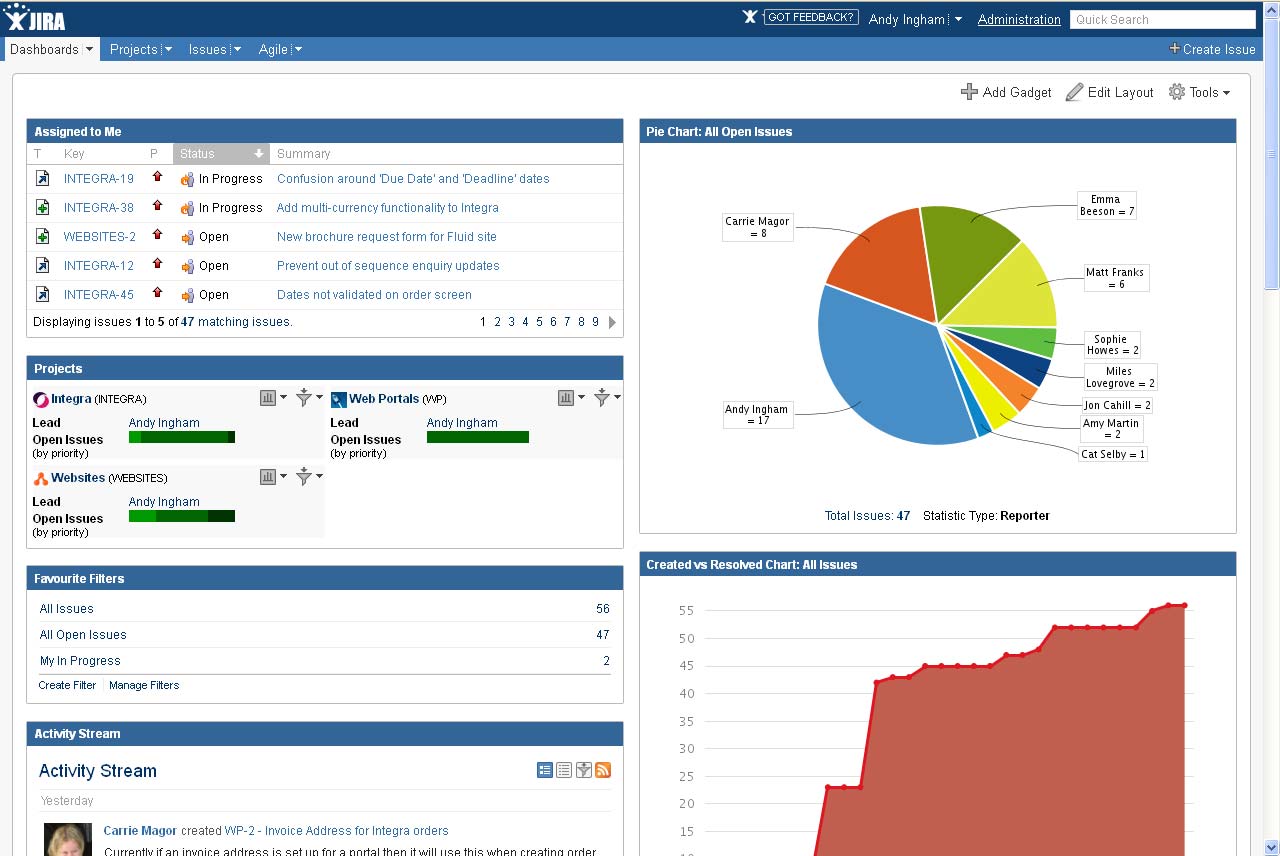 JIRA
GOT FEEDBACK?
Andy Ingham
Administration
Quick Search
Dashboards
Projects
Issues
Agile
Create Issue
Add Gadget
Edit Layout
Tools
Assigned to Me
T Key P Status Summary
INTEGRA-19 In Progress Confusion around 'Due Date' and 'Deadline' dates
INTEGRA-38 In Progress Add multi-currency functionality to Integra
WEBSITES-2 Open New brochure request form for Fluid site
INTEGRA-12 Open Prevent out of sequence enquiry updates
INTEGRA-45 Open Dates not validated on order screen
Displaying issues 1 to 5 of 47 matching issues. 1 2 3 4 5 6 7 8 9
Projects
Integra (INTEGRA)
Lead Andy Ingham
Open Issues
(by priority)
Web Portals (WP)
Lead Andy Ingham
Open Issues
(by priority)
Websites (WEBSITES)
Lead Andy Ingham
Open Issues
(by priority)
Favourite Filters
All Issues 56
All Open Issues 47
My In Progress 2
Create Filter Manage Filters
Activity Stream
Activity Stream
Yesterday
Carrie Magor created WP-2 - Invoice Address for Integra orders
Currently if an invoice address is set up for a portal then it will use this when creating order
Pie Chart: All Open Issues
Carrie Magor
= 8
Emma
Beeson = 7
Matt Franks
= 6
Sophie
Howes = 2
Miles
Lovegrove = 2
Jon Cahill = 2
Amy Martin
= 2
Cat Selby = 1
Andy Ingham
= 17
Total Issues: 47 Statistic Type: Reporter
Created vs Resolved Chart: All Issues
55
50
45
40
35
30
25
20
15